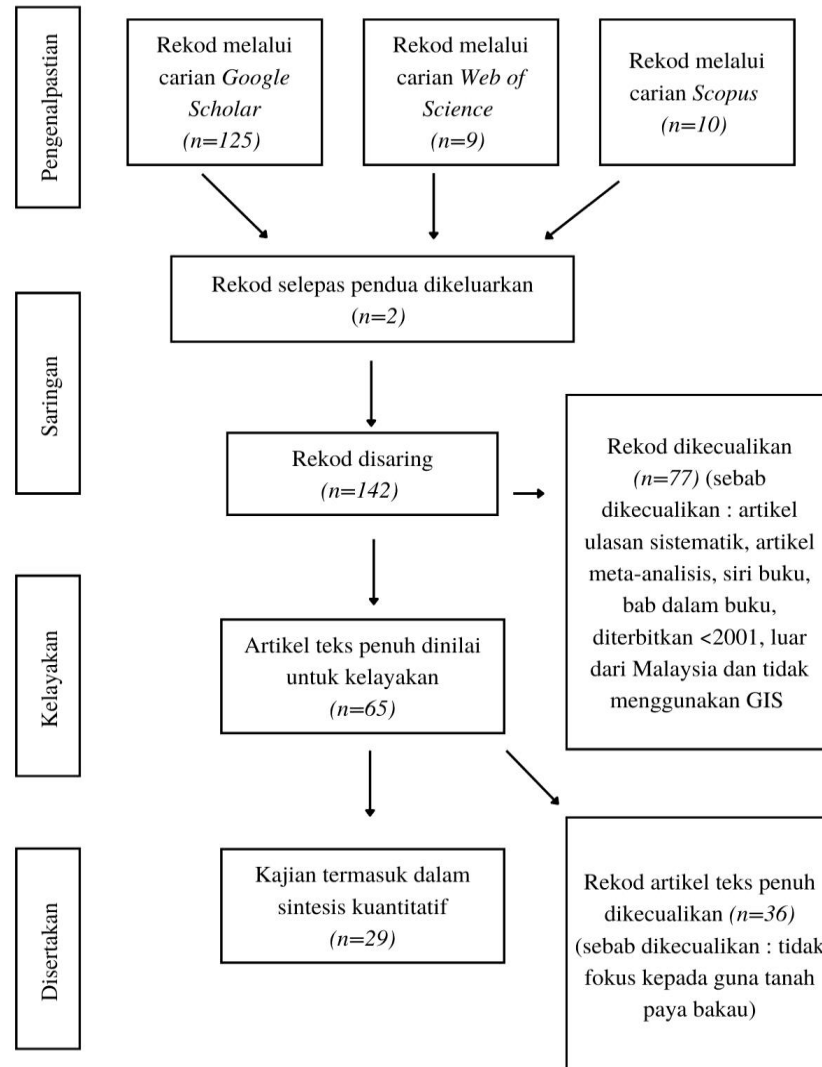 Pengenalpastian
Rekod melalui
carian Google
Scholar
(n=125)
Rekod melalui
carian Web of
Science
(n=9)
Rekod melalui
carian Scopus
(n=10)
Rekod selepas pendua dikeluarkan
(n=2)
Saringan
Rekod disaring
(n=142)
Rekod dikecualikan
(n=77) (sebab
dikecualikan : artikel
ulasan sistematik, artikel
meta-analisis, siri buku,
bab dalam buku,
diterbitkan <2001, luar
dari Malaysia dan tidak
menggunakan GIS
Kelayakan
Artikel teks penuh dinilai
untuk kelayakan
(n=65)
Disertakan
Kajian termasuk dalam
sintesis kuantitatif
(n=29)
Rekod artikel teks penuh
dikecualikan (n=36)
(sebab dikecualikan : tidak
fokus kepada guna tanah
paya bakau)